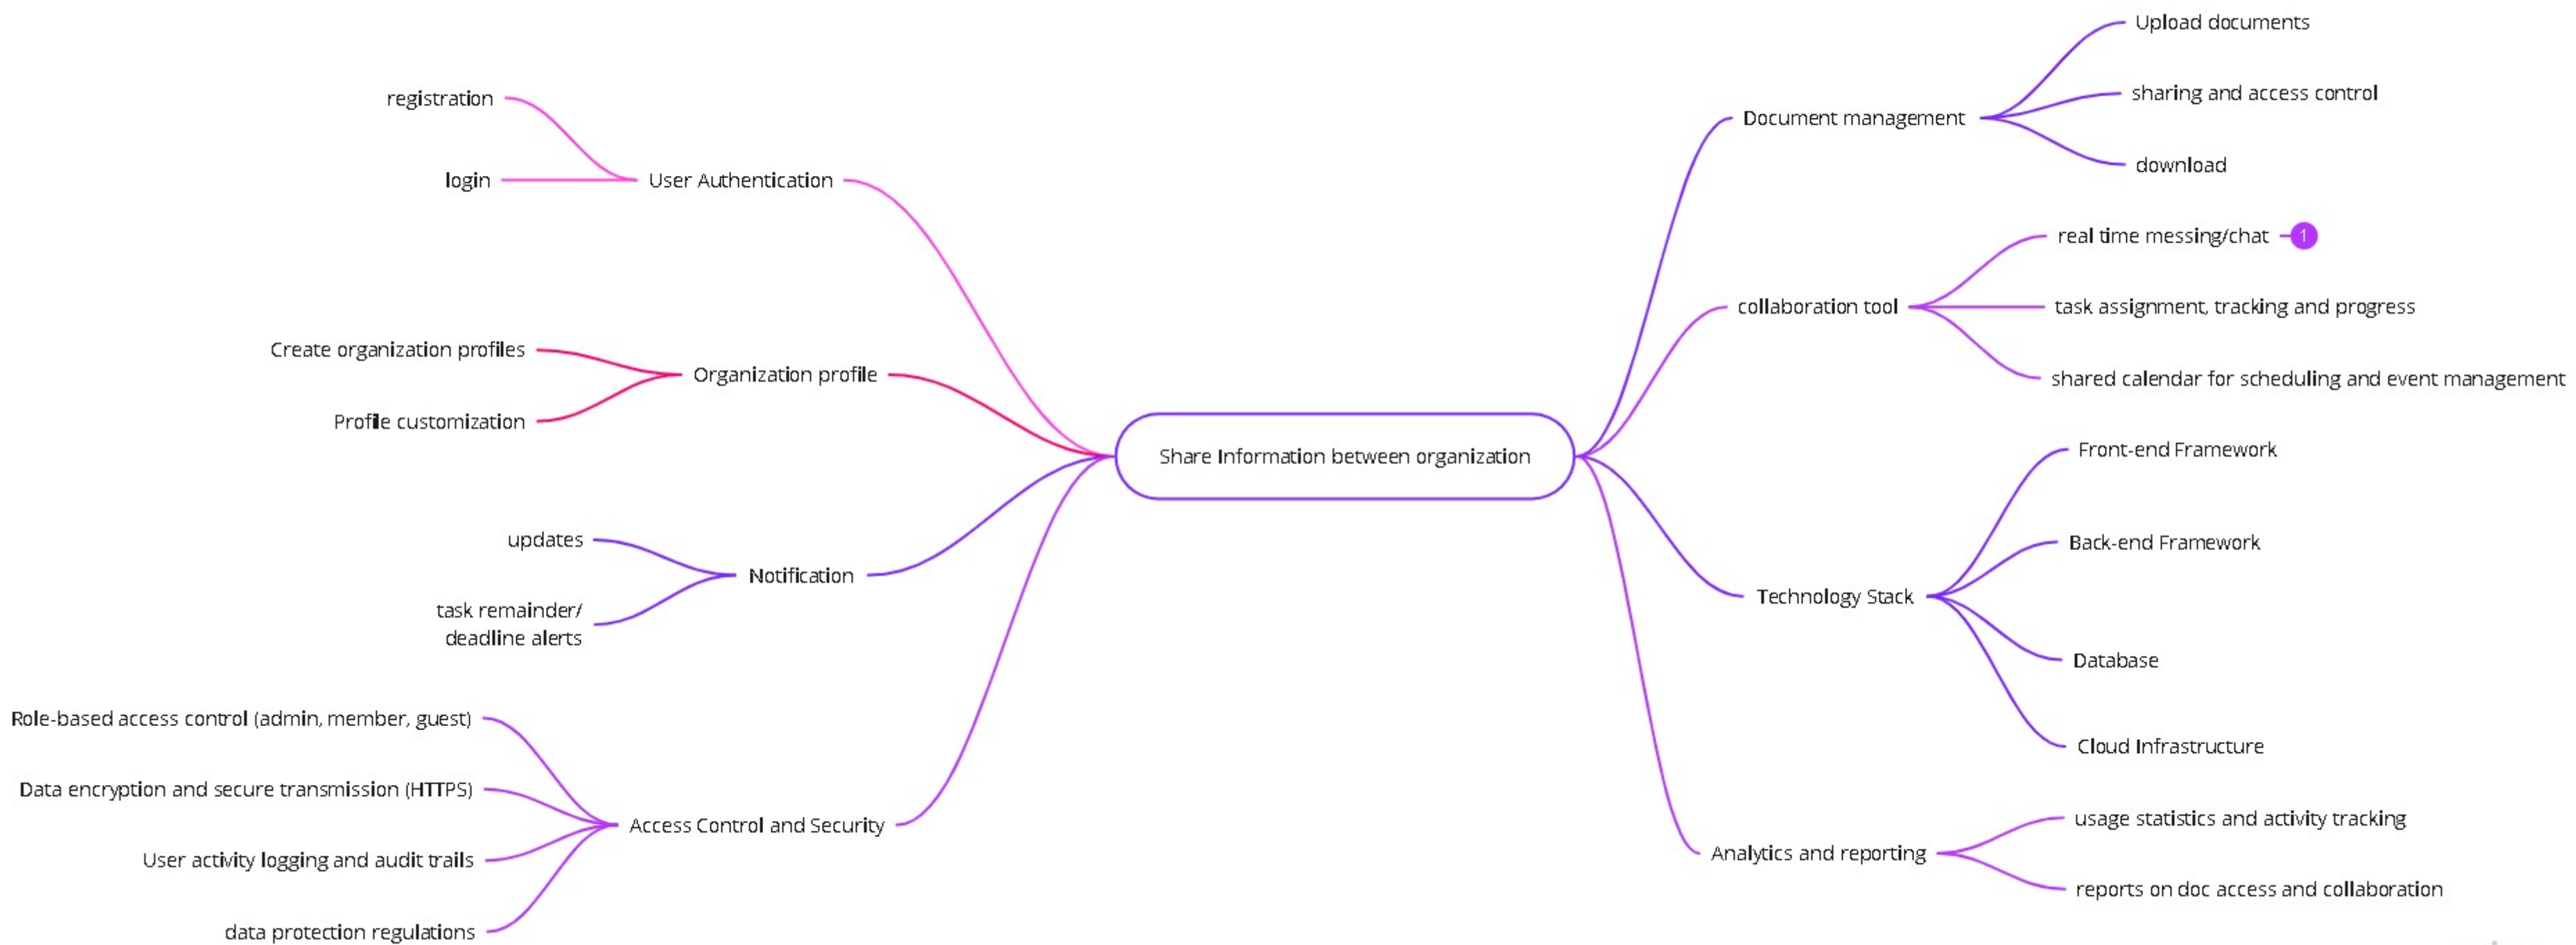 registration
login
User Authentication
Create organization profiles
Profile customization
Organization profile
updates
task remainder/
deadline alerts
Notification
Role-based access control (admin, member, guest)
Data encryption and secure transmission (HTTPS)
User activity logging and audit trails
data protection regulations
Access Control and Security
Share Information between organization
Document management
Upload documents
sharing and access control
download
collaboration tool
real time messing/chat
1
task assignment, tracking and progress
shared calendar for scheduling and event management
Technology Stack
Front-end Framework
Back-end Framework
Database
Cloud Infrastructure
Analytics and reporting
usage statistics and activity tracking
reports on doc access and collaboration